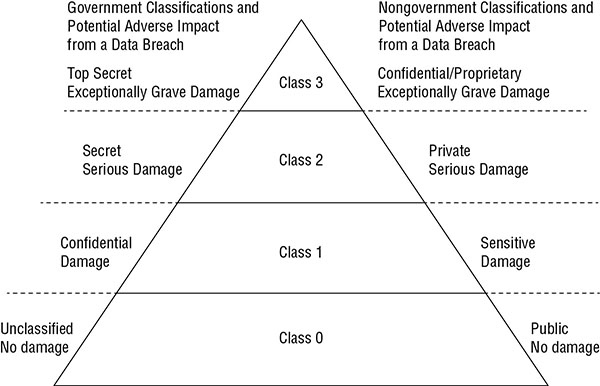 Government Classifications and
Potential Adverse Impact
from a Data Breach
Nongovernment Classifications and
Potential Adverse Impact
from a Data Breach
Top Secret
Exceptionally Grave Damage
Class 3
Confidential/Proprietary
Exceptionally Grave Damage
Secret
Serious Damage
Class 2
Private
Serious Damage
Confidential
Damage
Class 1
Sensitive
Damage
Unclassified
No damage
Class 0
Public
No damage